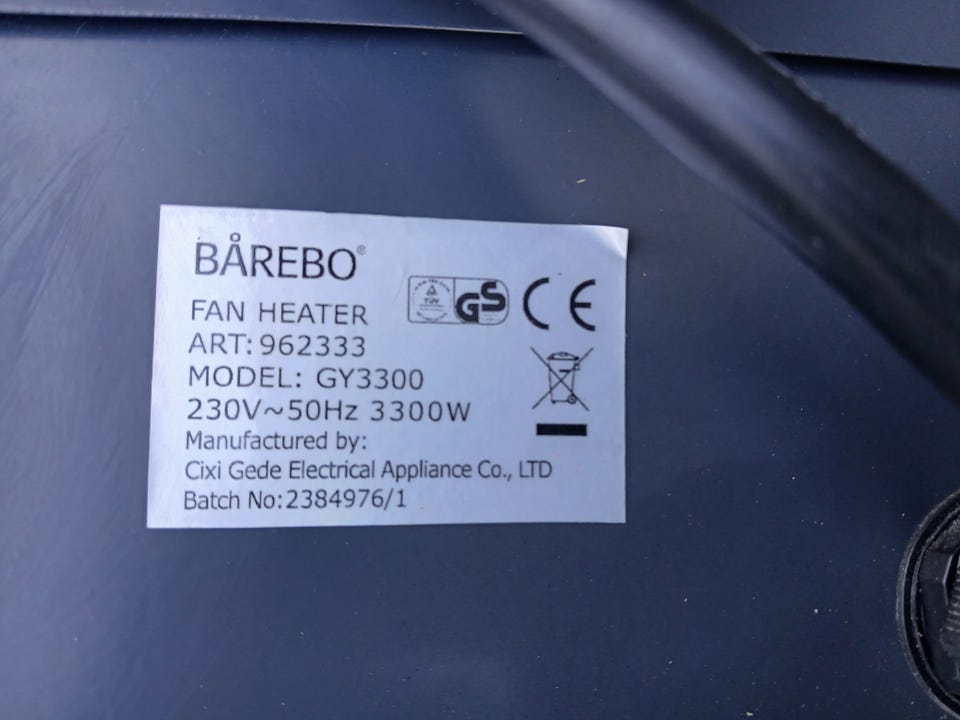 BÅREBO®
FAN HEATER
ART: 962333
MODEL: GY3300
230V~50Hz 3300W
Manufactured by:
Cixi Gede Electrical Appliance Co., LTD
Batch No:2384976/1
TÜV
GS
CE